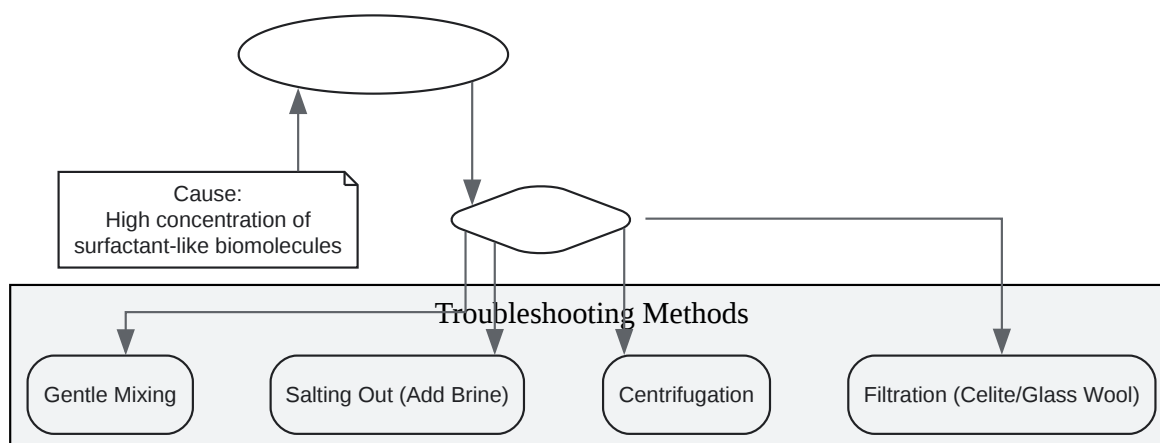 Cause:
High concentration of
surfactant-like biomolecules
Troubleshooting Methods
Gentle Mixing
Salting Out (Add Brine)
Centrifugation
Filtration (Celite/Glass Wool)